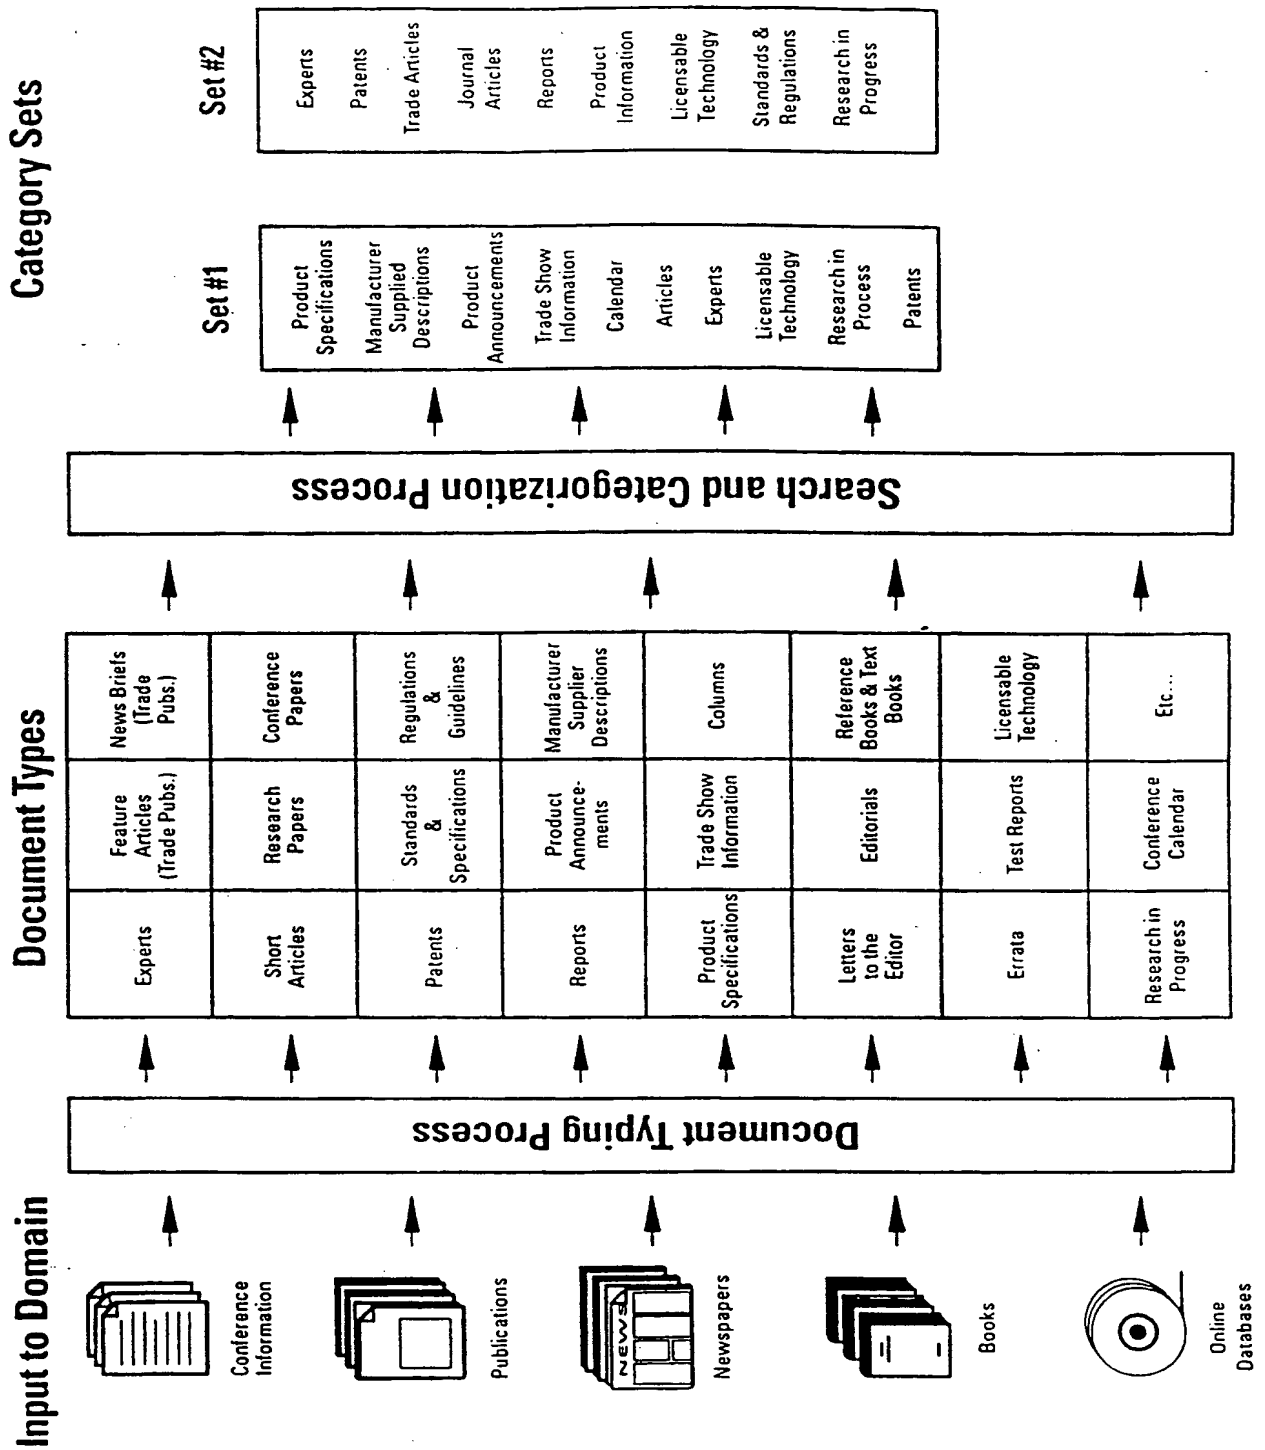 Input to Domain
Conference
Information
Publications
NEWS
Newspapers
Books
Online
Databases
Document Typing Process
Document Types
Experts
Feature
Articles
(Trade Pubs.)
News Briefs
(Trade
Pubs.)
Short
Articles
Research
Papers
Conference
Papers
Patents
Standards
&
Specifications
Regulations
&
Guidelines
Reports
Product
Announce-
ments
Manufacturer
Supplier
Descriptions
Product
Specifications
Trade Show
Information
Columns
Letters
to the
Editor
Editorials
Reference
Books & Text
Books
Errata
Test Reports
Licensable
Technology
Research in
Progress
Conference
Calendar
Etc...
Search and Categorization Process
Category Sets
Set #1
Product
Specifications
Manufacturer
Supplied
Descriptions
Product
Announcements
Trade Show
Information
Calendar
Articles
Experts
Licensable
Technology
Research in
Process
Patents
Set #2
Experts
Patents
Trade Articles
Journal
Articles
Reports
Product
Information
Licensable
Technology
Standards &
Regulations
Research in
Progress